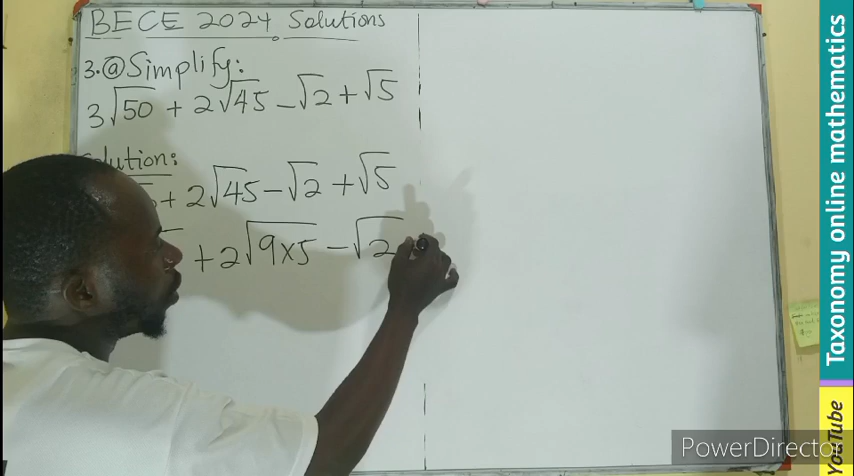 BECE 2024 Solutions
3. ⓐ Simplify:
3√50 + 2√45 - √2 + √5
Solution:
+ 2√45 - √2 + √5
+ 2√9×5 - √2
Taxonomy online mathematics
YouTube
PowerDirector